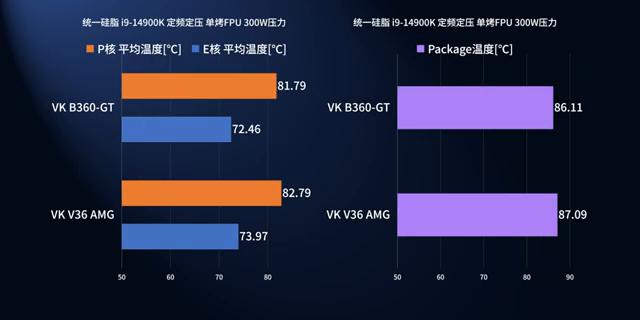 统一硅脂 i9-14900K 定频定压 单烤FPU 300W压力
P核 平均温度[°C] E核 平均温度[°C]
VK B360-GT
81.79
72.46
VK V36 AMG
82.79
73.97
50 60 70 80
统一硅脂 i9-14900K 定频定压 单烤FPU 300W压力
Package温度[°C]
VK B360-GT
86.11
VK V36 AMG
87.09
50 60 70 80 90